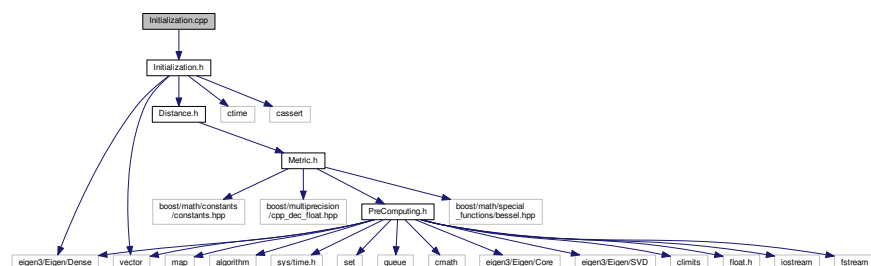 Initialization.cpp
Initialization.h
Distance.h
ctime
cassert
Metric.h
boost/math/constants
/constants.hpp
boost/multiprecision
/cpp_dec_float.hpp
PreComputing.h
boost/math/special
_functions/bessel.hpp
eigen3/Eigen/Dense
vector
map
algorithm
sys/time.h
set
queue
cmath
eigen3/Eigen/Core
eigen3/Eigen/SVD
climits
float.h
iostream
fstream